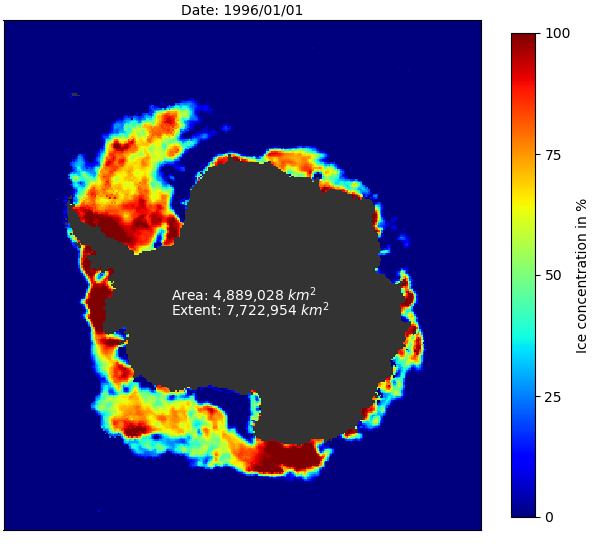 Date: 1996/01/01
Area: 4,889,028 km²
Extent: 7,722,954 km²
100
75
50
25
0
Ice concentration in %